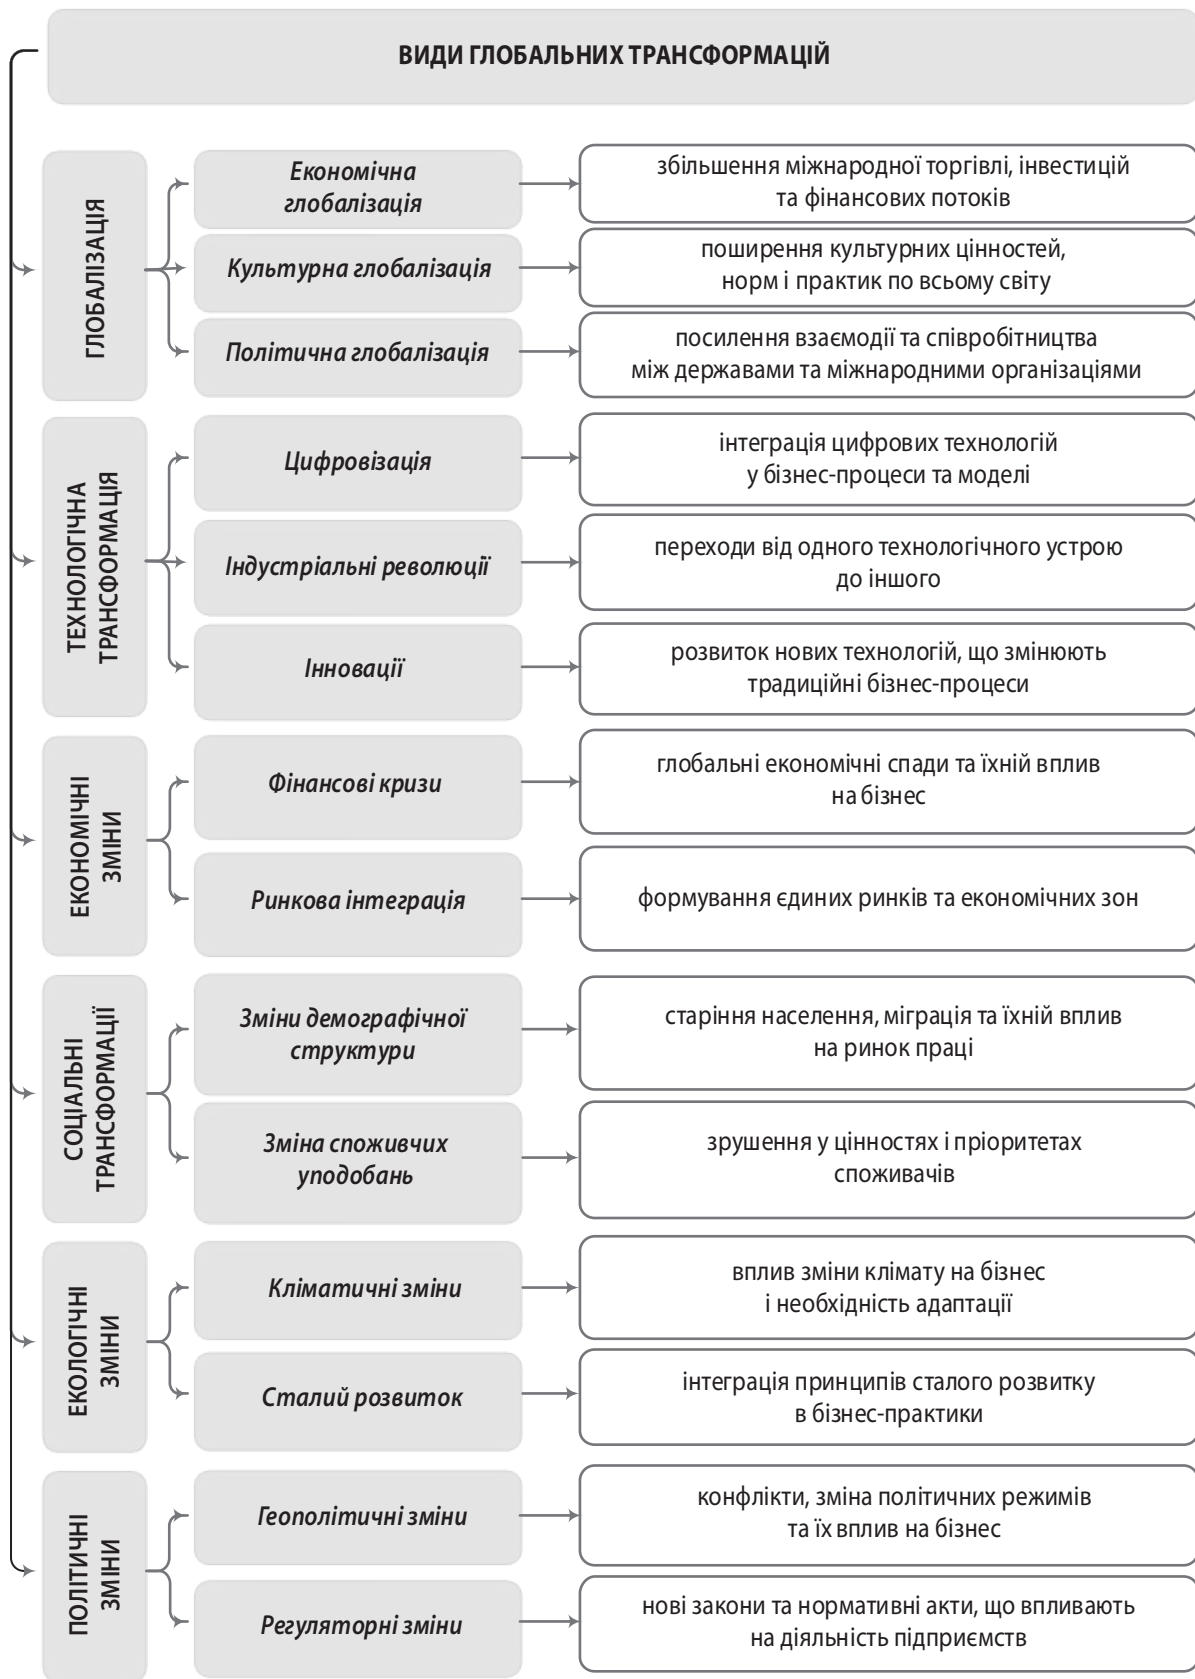 ВИДИ ГЛОБАЛЬНИХ ТРАНСФОРМАЦІЙ
ГЛОБАЛІЗАЦІЯ
Економічна
глобалізація
збільшення міжнародної торгівлі, інвестицій
та фінансових потоків
Культурна глобалізація
поширення культурних цінностей,
норм і практик по всьому світу
Політична глобалізація
посилення взаємодії та співробітництва
між державами та міжнародними організаціями
ТЕХНОЛОГІЧНА
ТРАНСФОРМАЦІЯ
Цифровізація
інтеграція цифрових технологій
у бізнес-процеси та моделі
Індустріальні революції
переходи від одного технологічного устрою
до іншого
Інновації
розвиток нових технологій, що змінюють
традиційні бізнес-процеси
ЕКОНОМІЧНІ
ЗМІНИ
Фінансові кризи
глобальні економічні спади та їхній вплив
на бізнес
Ринкова інтеграція
формування єдиних ринків та економічних зон
СОЦІАЛЬНІ
ТРАНСФОРМАЦІЇ
Зміни демографічної
структури
старіння населення, міграція та їхній вплив
на ринок праці
Зміна споживчих
уподобань
зрушення у цінностях і пріоритетах
споживачів
ЕКОЛОГІЧНІ
ЗМІНИ
Кліматичні зміни
вплив зміни клімату на бізнес
і необхідність адаптації
Сталий розвиток
інтеграція принципів сталого розвитку
в бізнес-практики
ПОЛІТИЧНІ
ЗМІНИ
Геополітичні зміни
конфлікти, зміна політичних режимів
та їх вплив на бізнес
Регуляторні зміни
нові закони та нормативні акти, що впливають
на діяльність підприємств